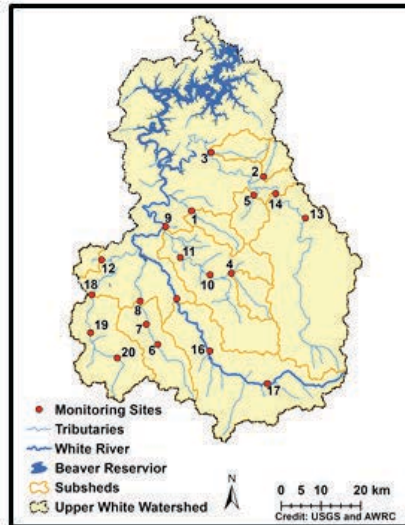 3
2
5
14
13
1
9
11
12
4
10
18
8
19
7
6
20
16
17
Monitoring Sites
Tributaries
White River
Beaver Reservior
Subsheds
Upper White Watershed
N
0 5 10 20 km
Credit: USGS and AWRC